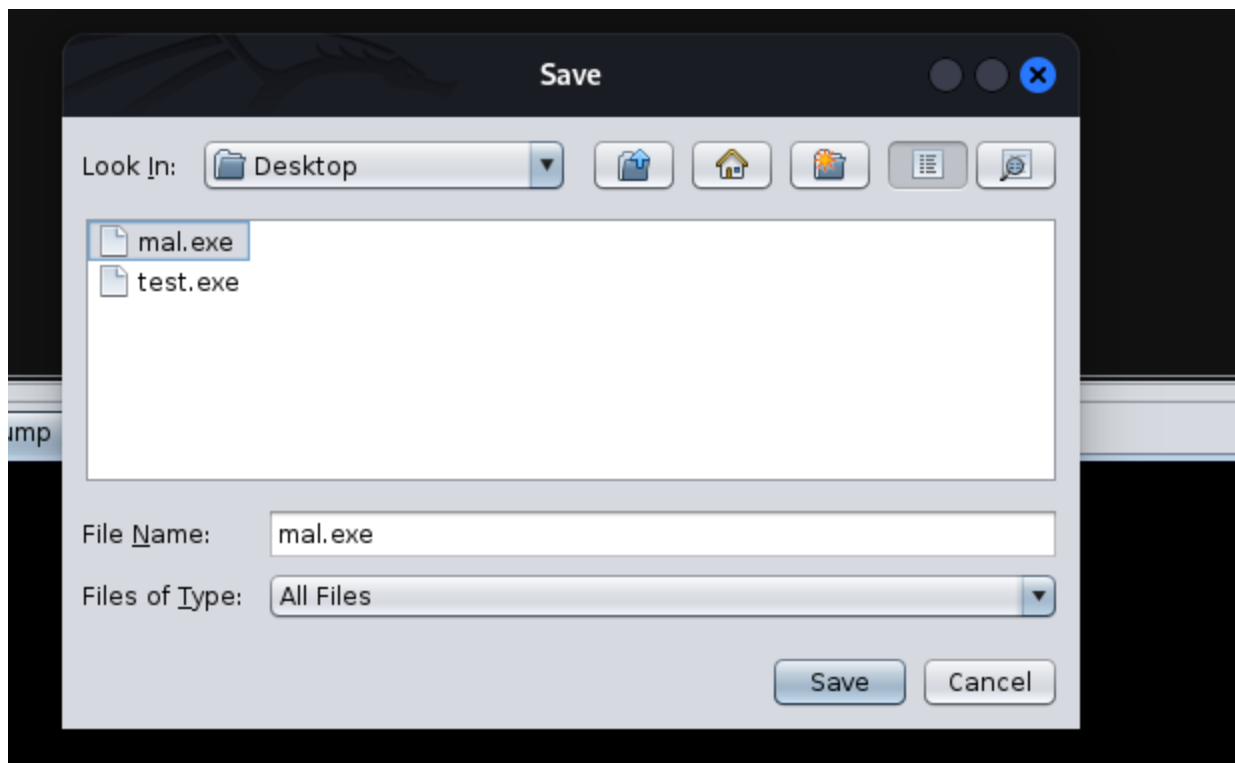 Save
Look In:
Desktop
mal.exe
test.exe
ump
File Name:
mal.exe
Files of Type:
All Files
Save
Cancel